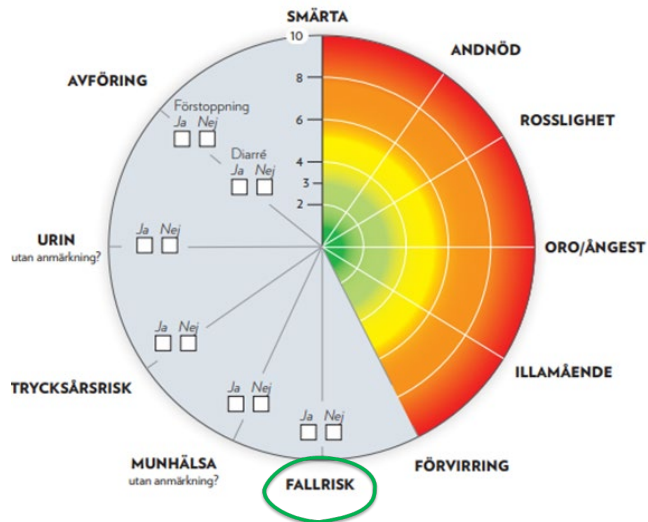 SMÄRTA
10
8
6
4
3
2
ANDNÖD
ROSSLIGHET
ORO/ÅNGEST
ILLAMÅENDE
FÖRVIRRING
FALLRISK
Ja Nej
MUNHÄLSA
utan anmärkning?
Ja Nej
TRYCKSÅRSRISK
Ja Nej
URIN
utan anmärkning?
Ja Nej
AVFÖRING
Förstoppning
Ja Nej
Diarré
Ja Nej